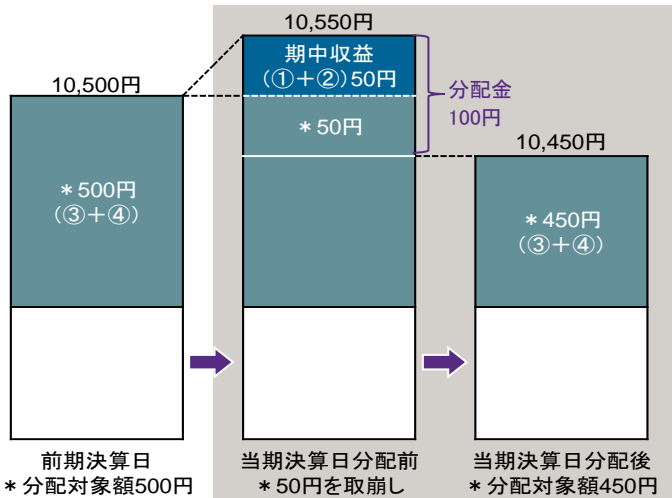 10,550円
期中収益
(①+②)50円
10,500円
分配金
100円
*50円
10,450円
*500円
(③+④)
*450円
(③+④)
前期決算日
*分配対象額500円
当期決算日分配前
*50円を取崩し
当期決算日分配後
*分配対象額450円